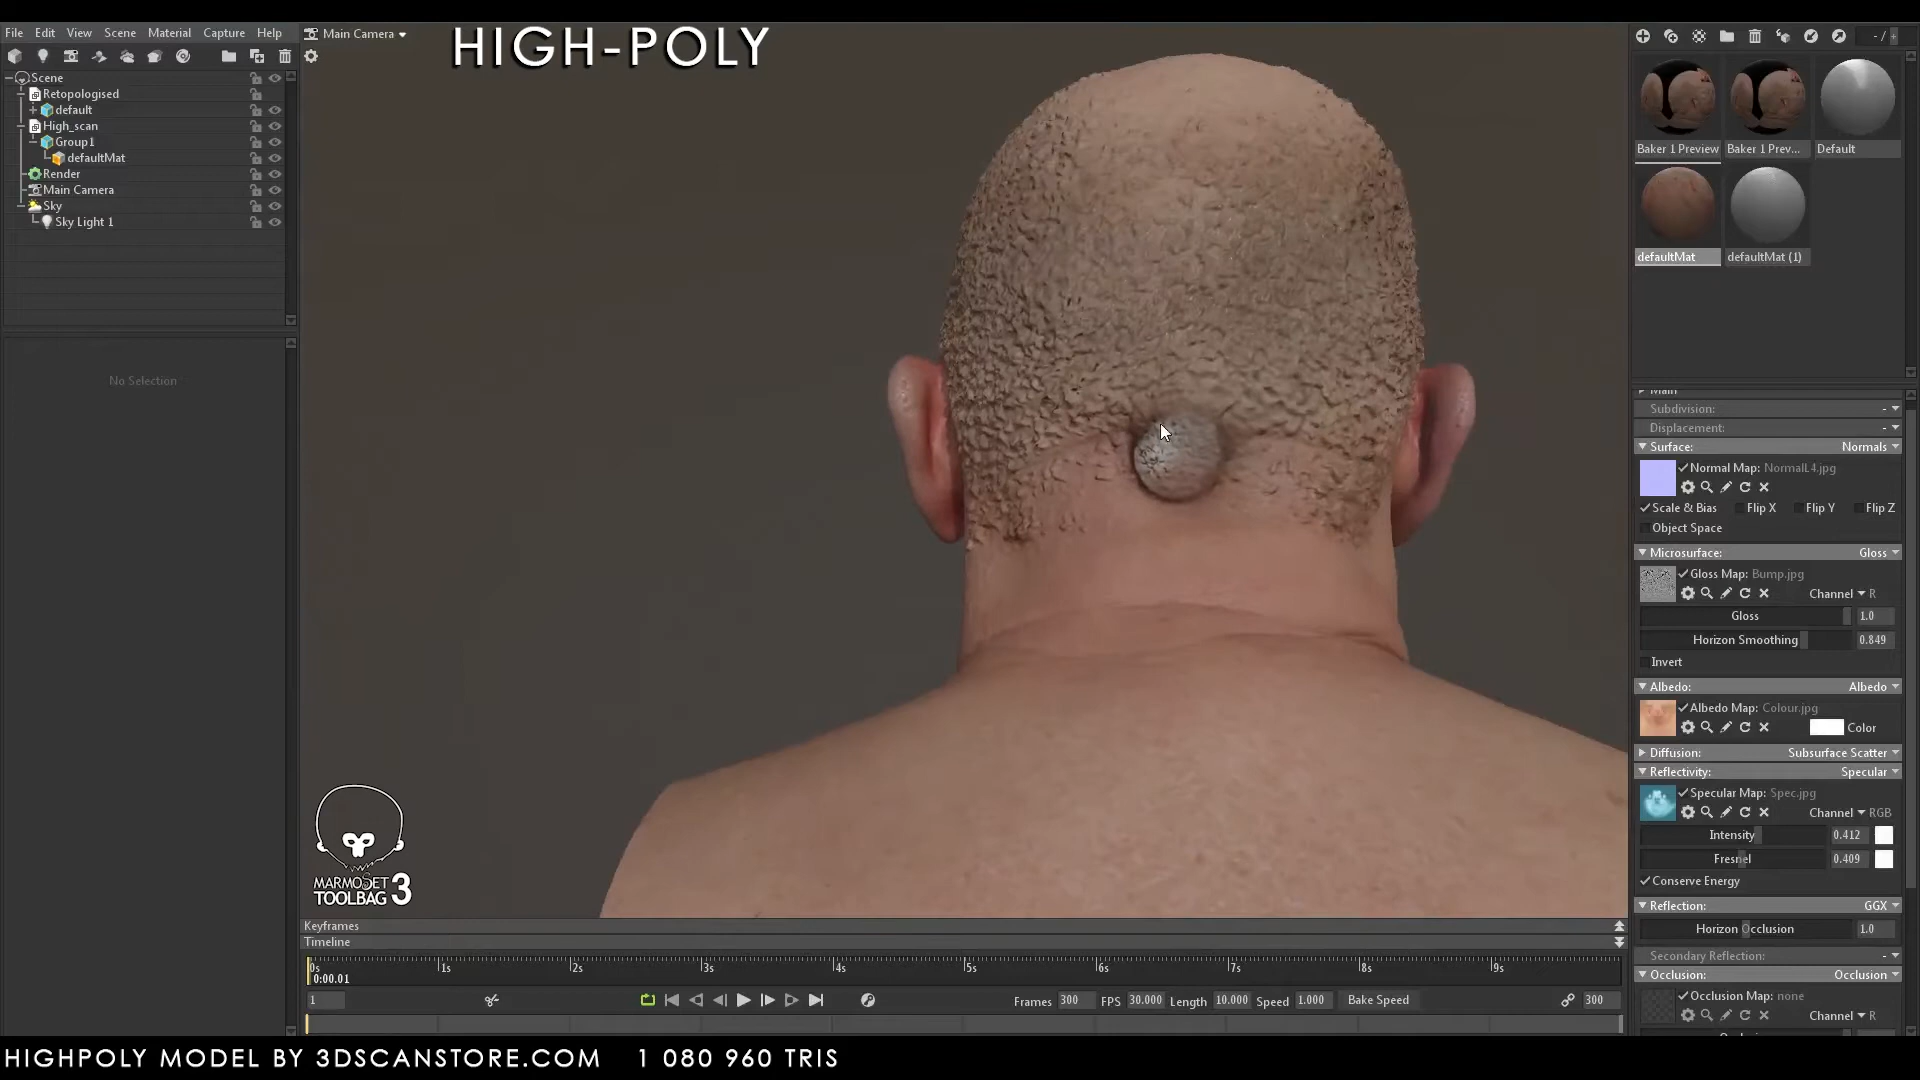 HIGH-POLY
File Edit View Scene Material Capture Help
Main Camera
Scene
Retopologised
default
High_scan
Group1
defaultMat
Render
Main Camera
Sky
Sky Light 1
No Selection
MARMOSET
TOOLBAG 3
Baker 1 Preview Baker 1 Prev... Default
defaultMat defaultMat (1)
Subdivision: -
Displacement: -
Surface: Normals
Normal Map: NormalL4.jpg
Scale & Bias Flip X Flip Y Flip Z
Object Space
Microsurface: Gloss
Gloss Map: Bump.jpg
Channel R
Gloss 1.0
Horizon Smoothing 0.849
Invert
Albedo: Albedo
Albedo Map: Colour.jpg
Color
Diffusion: Subsurface Scatter
Reflectivity: Specular
Specular Map: Spec.jpg
Channel RGB
Intensity 0.412
Fresnel 0.409
Conserve Energy
Reflection: GGX
Horizon Occlusion 1.0
Secondary Reflection: -
Occlusion: Occlusion
Occlusion Map: none
Channel R
Keyframes
Timeline
0s 1s 2s 3s 4s 5s 6s 7s 8s 9s
0:00.01
1 Frames 300 FPS 30.000 Length 10.000 Speed 1.000 Bake Speed 300
HIGHPOLY MODEL BY 3DSCANSTORE.COM 1 080 960 TRIS